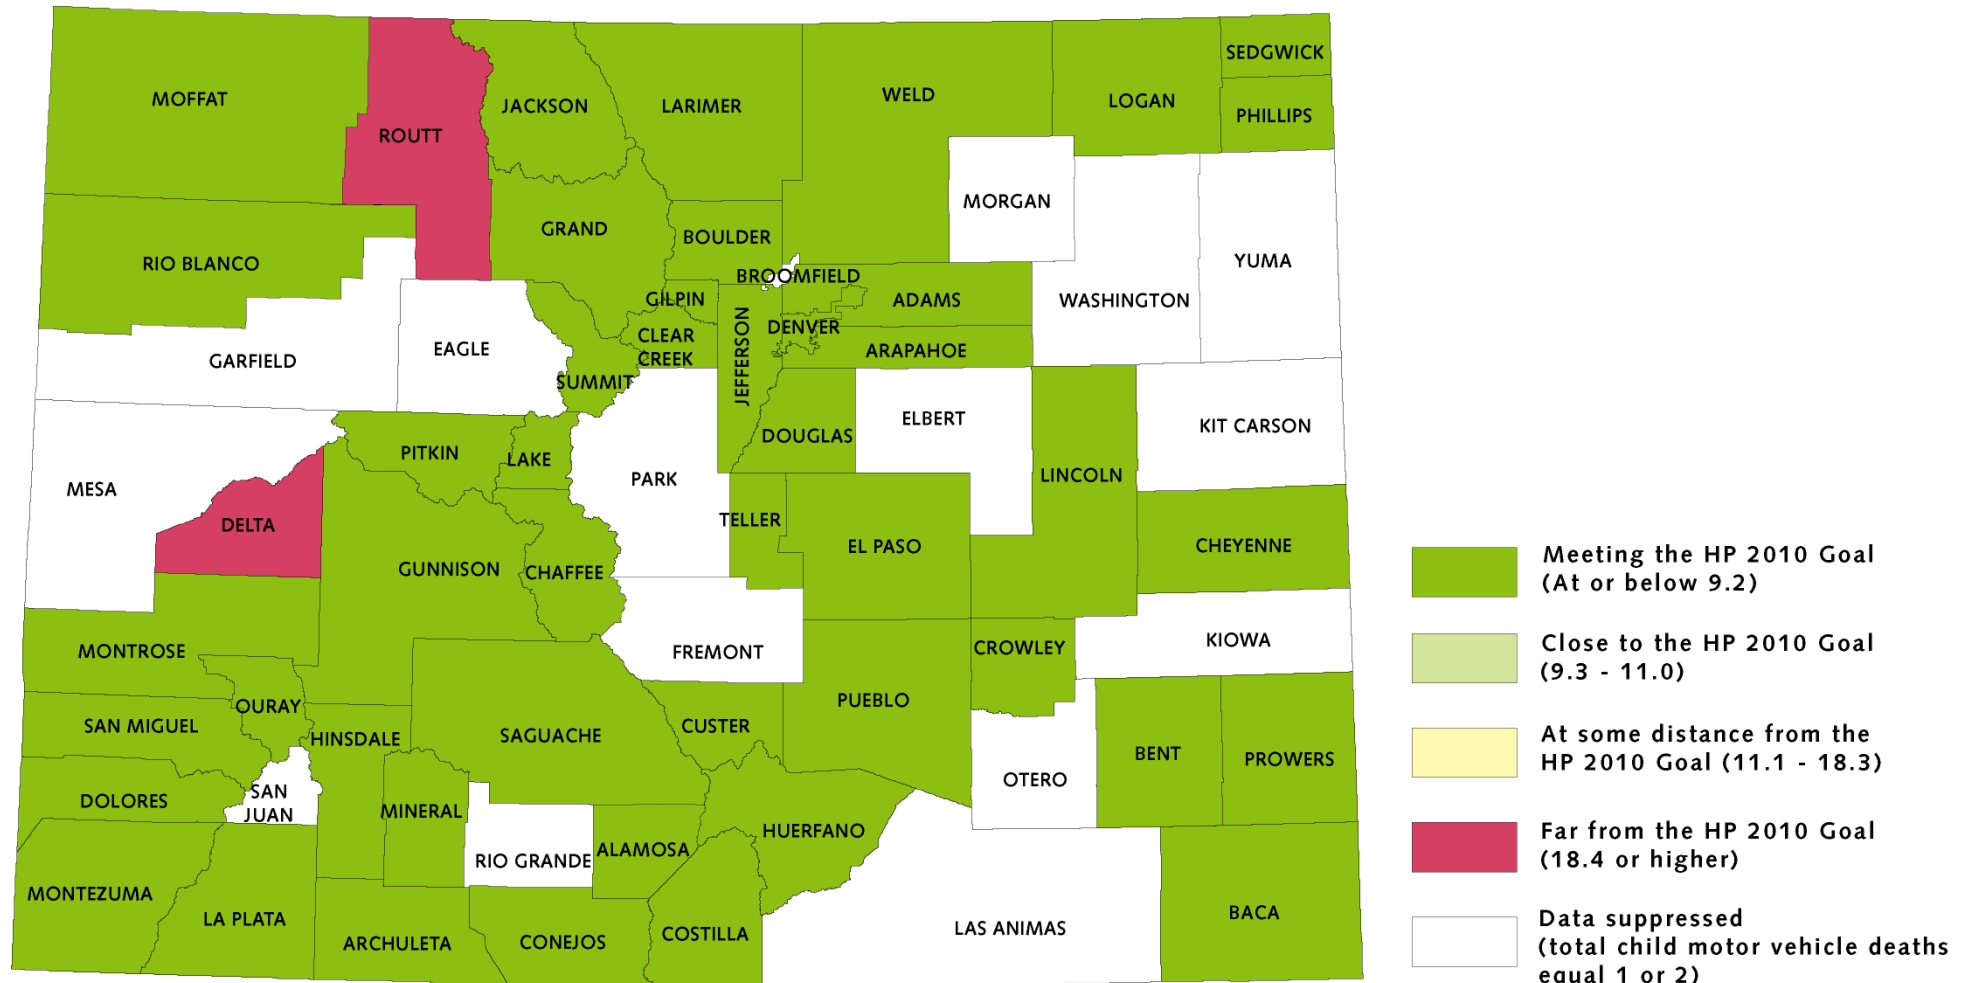 SEDGWICK
MOFFAT
JACKSON
LARIMER
WELD
LOGAN
PHILLIPS
ROUTT
MORGAN
GRAND
BOULDER
RIO BLANCO
YUMA
BROOMFIELD
GILPIN
ADAMS
WASHINGTON
DENVER
CLEAR
CREEK
JEFFERSON
EAGLE
ARAPAHOE
GARFIELD
SUMMIT
ELBERT
KIT CARSON
DOUGLAS
PITKIN
LAKE
LINCOLN
PARK
MESA
TELLER
DELTA
EL PASO
CHEYENNE
GUNNISON
CHAFFEE
KIOWA
CROWLEY
MONTROSE
FREMONT
OURAY
PUEBLO
SAN MIGUEL
CUSTER
HINSDALE
SAGUACHE
BENT
PROWERS
OTERO
SAN
JUAN
DOLORES
MINERAL
HUERFANO
ALAMOSA
RIO GRANDE
MONTEZUMA
LA PLATA
BACA
LAS ANIMAS
COSTILLA
CONEJOS
ARCHULETA
Meeting the HP 2010 Goal
(At or below 9.2)
Close to the HP 2010 Goal
(9.3 - 11.0)
At some distance from the
HP 2010 Goal (11.1 - 18.3)
Far from the HP 2010 Goal
(18.4 or higher)
Data suppressed
(total child motor vehicle deaths
equal 1 or 2)